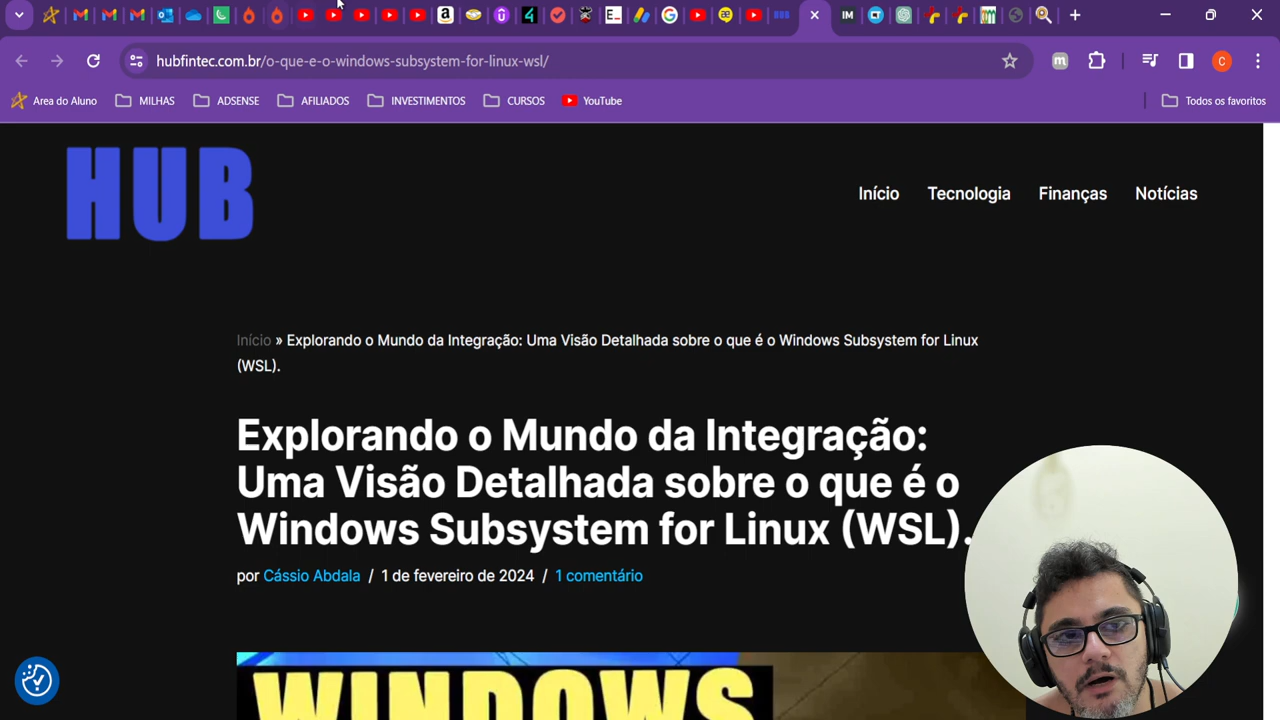 hubfintec.com.br/o-que-e-o-windows-subsystem-for-linux-wsl/
Area do Aluno MILHAS ADSENSE AFILIADOS INVESTIMENTOS CURSOS YouTube Todos os favoritos
HUB
Início Tecnologia Finanças Notícias
Início » Explorando o Mundo da Integração: Uma Visão Detalhada sobre o que é o Windows Subsystem for Linux
(WSL).
Explorando o Mundo da Integração:
Uma Visão Detalhada sobre o que é o
Windows Subsystem for Linux (WSL).
por Cássio Abdala / 1 de fevereiro de 2024 / 1 comentário
WINDOWS